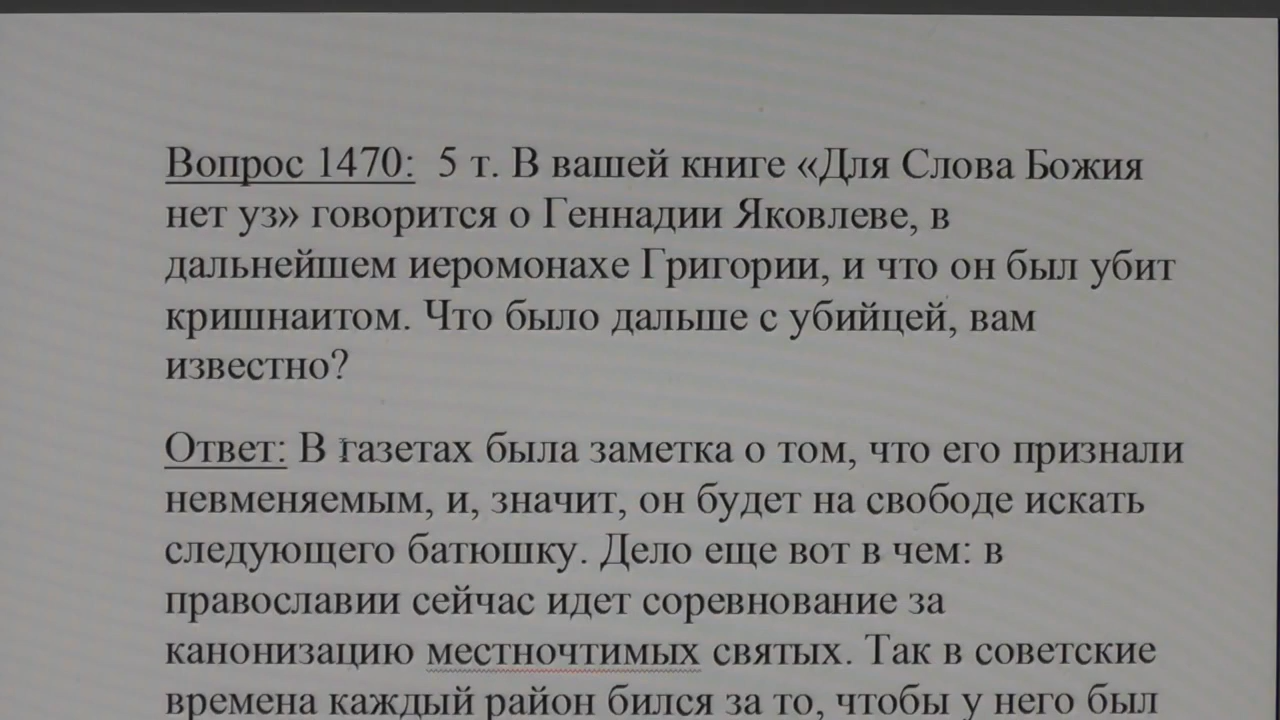 Вопрос 1470:  5 т. В вашей книге «Для Слова Божия
нет уз» говорится о Геннадии Яковлеве, в
дальнейшем иеромонахе Григории, и что он был убит
кришнаитом. Что было дальше с убийцей, вам
известно?
Ответ: В газетах была заметка о том, что его признали
невменяемым, и, значит, он будет на свободе искать
следующего батюшку. Дело еще вот в чем: в
православии сейчас идет соревнование за
канонизацию местночтимых святых. Так в советские
времена каждый район бился за то, чтобы у него был